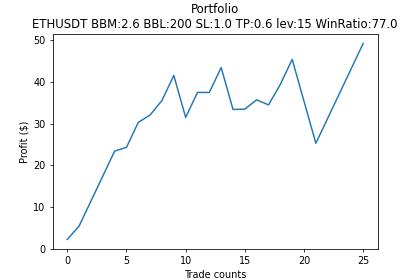 Portfolio
ETHUSDT BBM:2.6 BBL:200 SL:1.0 TP:0.6 lev:15 WinRatio:77.0
50
40
30
20
10
0
Profit ($)
0 5 10 15 20 25
Trade counts